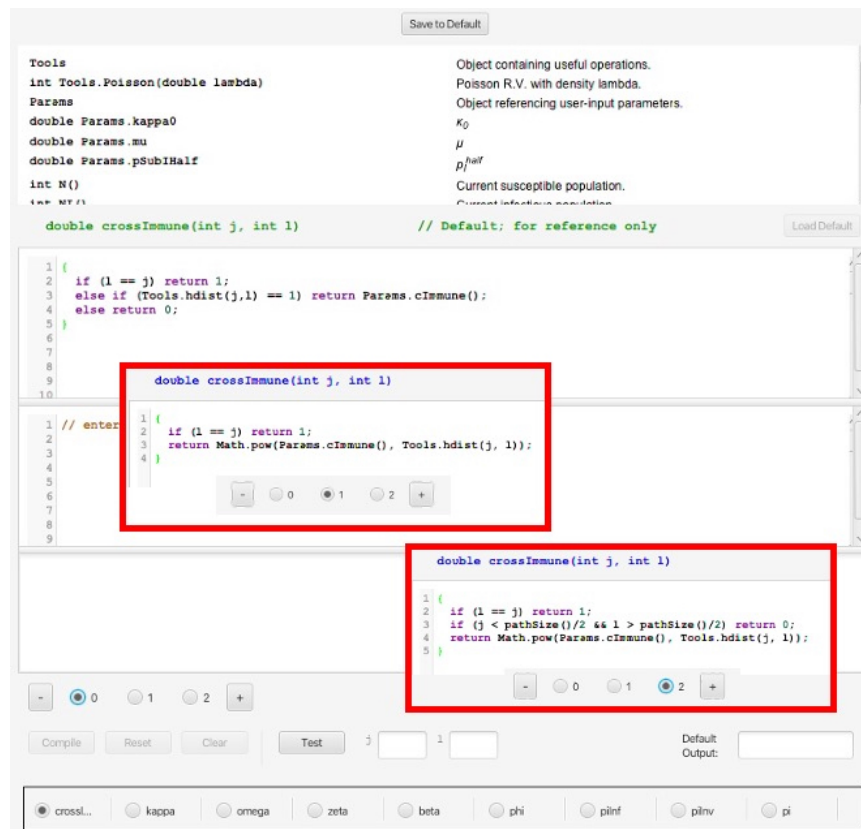 Save to Default
Tools Object containing useful operations.
int Tools.Poisson(double lambda) Poisson R.V. with density lambda.
Params Object referencing user-input parameters.
double Params.kappa0 κ0
double Params.mu μ
double Params.pSubIHalf pI^half
int N() Current susceptible population.
int NI() Current infectious population
double crossImmune(int j, int l) // Default; for reference only Load Default
1 {
2 if (l == j) return 1;
3 else if (Tools.hdist(j,l) == 1) return Params.cImmune();
4 else return 0;
5 }
6
7
8
9
10
double crossImmune(int j, int l)
1 {
2 if (l == j) return 1;
3 return Math.pow(Params.cImmune(), Tools.hdist(j, l));
4 }
- 0 1 2 +
1 // enter
2
3
4
5
6
7
8
9
double crossImmune(int j, int l)
1 {
2 if (l == j) return 1;
3 if (j < pathSize()/2 && l > pathSize()/2) return 0;
4 return Math.pow(Params.cImmune(), Tools.hdist(j, l));
5 }
- 0 1 2 +
- 0 1 2 +
Compile Reset Clear Test j l Default
Output:
crossI... kappa omega zeta beta phi piInf piInv pi